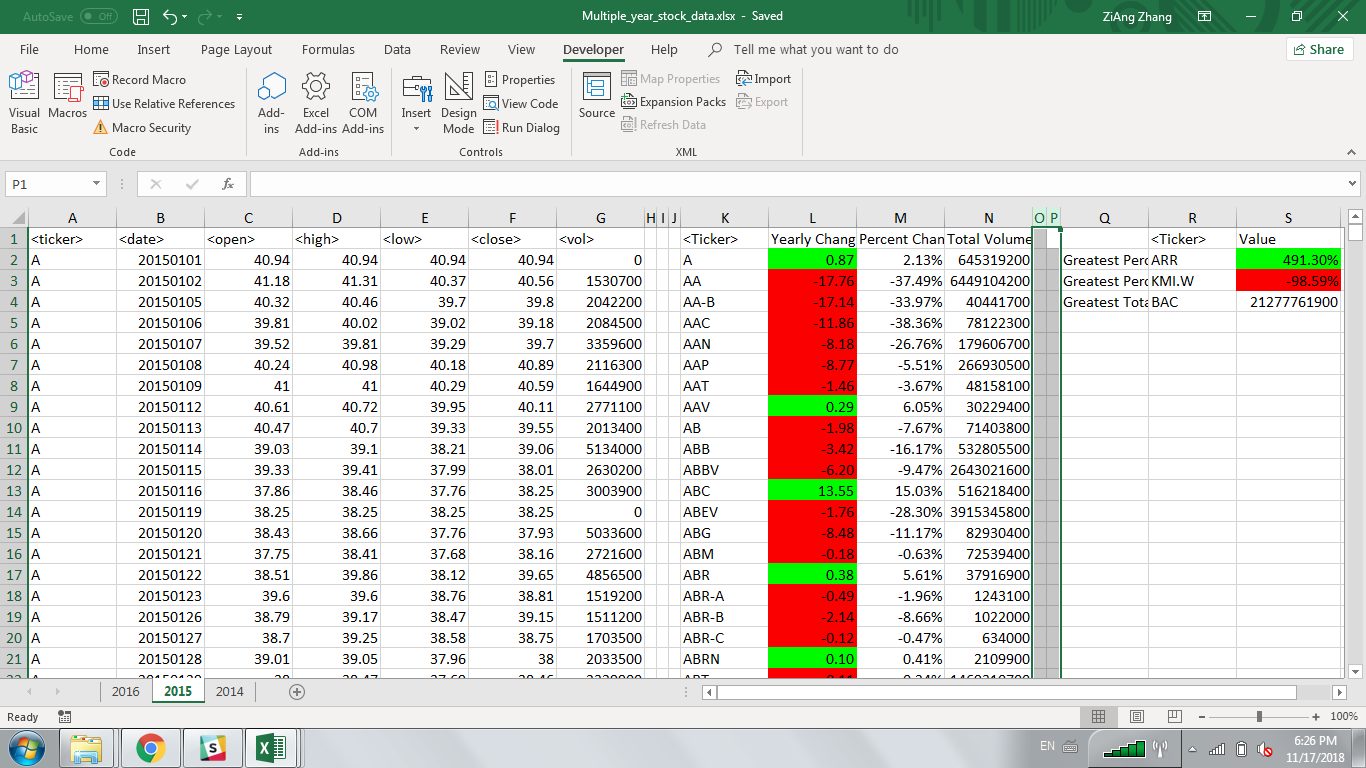 AutoSave Off Multiple_year_stock_data.xlsx - Saved ZiAng Zhang
File Home Insert Page Layout Formulas Data Review View Developer Help Tell me what you want to do Share
Visual Basic
Macros
Record Macro
Use Relative References
Macro Security
Code
Add-ins
Excel Add-ins
COM Add-ins
Add-ins
Insert
Design Mode
Properties
View Code
Run Dialog
Controls
Source
Map Properties
Expansion Packs
Refresh Data
Import
Export
XML
P1 fx
A B C D E F G H I J K L M N O P Q R S
1 <ticker> <date> <open> <high> <low> <close> <vol> <Ticker> Yearly Chang Percent Chan Total Volume <Ticker> Value
2 A 20150101 40.94 40.94 40.94 40.94 0 A 0.87 2.13% 645319200 Greatest Perc ARR 491.30%
3 A 20150102 41.18 41.31 40.37 40.56 1530700 AA -17.76 -37.49% 6449104200 Greatest Perc KMI.W -98.59%
4 A 20150105 40.32 40.46 39.7 39.8 2042200 AA-B -17.14 -33.97% 40441700 Greatest Tota BAC 21277761900
5 A 20150106 39.81 40.02 39.02 39.18 2084500 AAC -11.86 -38.36% 78122300
6 A 20150107 39.52 39.81 39.29 39.7 3359600 AAN -8.18 -26.76% 179606700
7 A 20150108 40.24 40.98 40.18 40.89 2116300 AAP -8.77 -5.51% 266930500
8 A 20150109 41 41 40.29 40.59 1644900 AAT -1.46 -3.67% 48158100
9 A 20150112 40.61 40.72 39.95 40.11 2771100 AAV 0.29 6.05% 30229400
10 A 20150113 40.47 40.7 39.33 39.55 2013400 AB -1.98 -7.67% 71403800
11 A 20150114 39.03 39.1 38.21 39.06 5134000 ABB -3.42 -16.17% 532805500
12 A 20150115 39.33 39.41 37.99 38.01 2630200 ABBV -6.20 -9.47% 2643021600
13 A 20150116 37.86 38.46 37.76 38.25 3003900 ABC 13.55 15.03% 516218400
14 A 20150119 38.25 38.25 38.25 38.25 0 ABEV -1.76 -28.30% 3915345800
15 A 20150120 38.43 38.66 37.76 37.93 5033600 ABG -8.48 -11.17% 82930400
16 A 20150121 37.75 38.41 37.68 38.16 2721600 ABM -0.18 -0.63% 72539400
17 A 20150122 38.51 39.86 38.12 39.65 4856500 ABR 0.38 5.61% 37916900
18 A 20150123 39.6 39.6 38.76 38.81 1519200 ABR-A -0.49 -1.96% 1243100
19 A 20150126 38.79 39.17 38.47 39.15 1511200 ABR-B -2.14 -8.66% 1022000
20 A 20150127 38.7 39.25 38.58 38.75 1703500 ABR-C -0.12 -0.47% 634000
21 A 20150128 39.01 39.05 37.96 38 2033500 ABRN 0.10 0.41% 2109900
2016 2015 2014
Ready 100%
EN 6:26 PM
11/17/2018